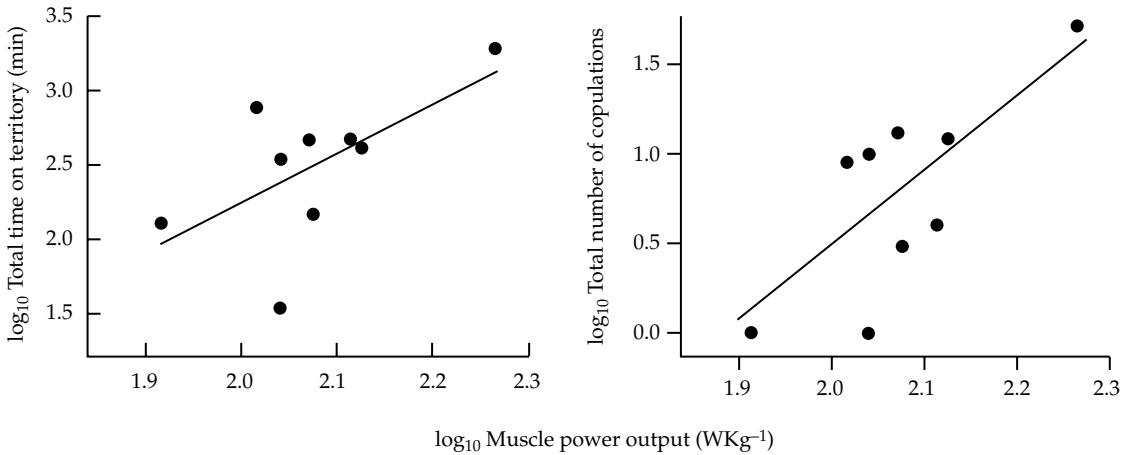 log10 Total time on territory (min)
3.5
3.0
2.5
2.0
1.5
1.9 2.0 2.1 2.2 2.3
log10 Total number of copulations
1.5
1.0
0.5
0.0
1.9 2.0 2.1 2.2 2.3
log10 Muscle power output (WKg–1)